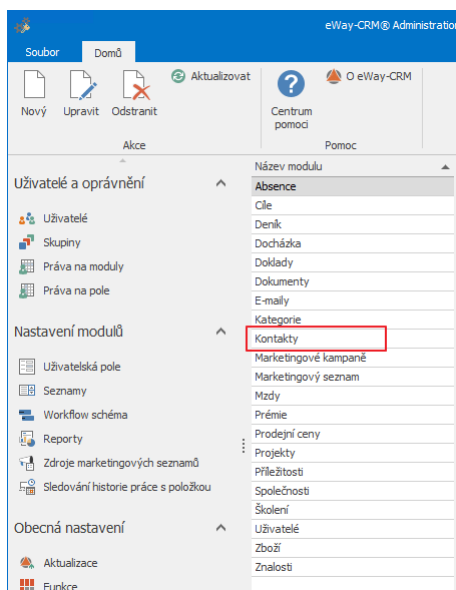 eWay-CRM® Administration
Soubor
Domů
Nový
Upravit
Odstranit
Aktualizovat
Akce
Centrum
pomoci
O eWay-CRM
Pomoc
Uživatelé a oprávnění
Uživatelé
Skupiny
Práva na moduly
Práva na pole
Nastavení modulů
Uživatelská pole
Seznamy
Workflow schéma
Reporty
Zdroje marketingových seznamů
Sledování historie práce s položkou
Obecná nastavení
Aktualizace
Funkce
Název modulu
Absence
Cíle
Deník
Docházka
Doklady
Dokumenty
E-maily
Kategorie
Kontakty
Marketingové kampaně
Marketingový seznam
Mzdy
Prémie
Prodejní ceny
Projekty
Příležitosti
Společnosti
Školení
Uživatelé
Zboží
Znalosti